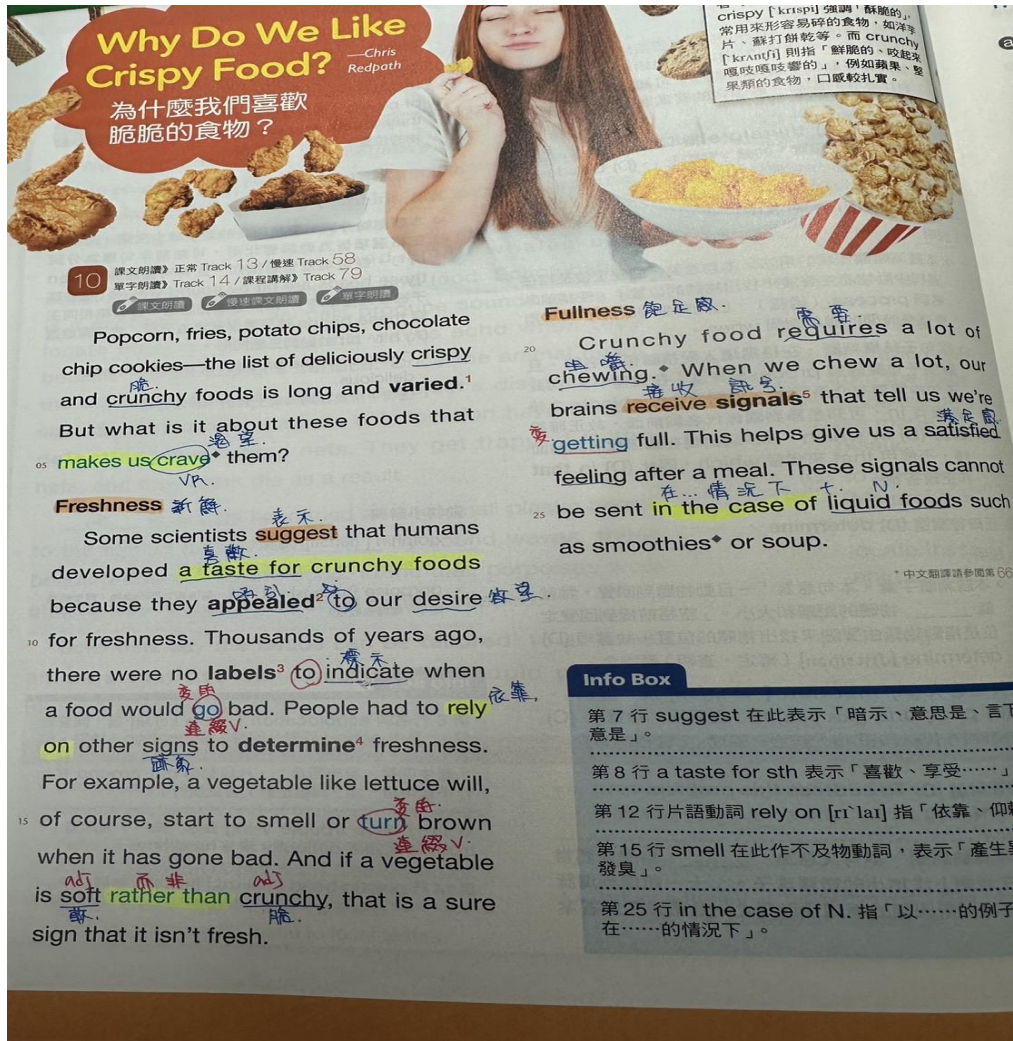 Why Do We Like
Crispy Food?
—Chris
Redpath
為什麼我們喜歡
脆脆的食物？
crispy [ˋkrɪspɪ] 強調「酥脆的」，
常用來形容易碎的食物，如洋芋
片、蘇打餅乾等。而 crunchy
[ˋkrʌntʃɪ] 則指「鮮脆的、咬起來
嘎吱嘎吱響的」，例如蘋果、堅
果類的食物，口感較扎實。
10
課文朗讀》正常 Track 13 / 慢速 Track 58
單字朗讀》Track 14 / 課程講解》Track 79
課文朗讀 慢速課文朗讀 單字朗讀
Popcorn, fries, potato chips, chocolate
chip cookies—the list of deliciously crispy
脆.
and crunchy foods is long and varied.¹
But what is it about these foods that
渴望.
05 makes us crave◆ them?
VR.
Freshness 新鮮.
表示.
Some scientists suggest that humans
喜歡.
developed a taste for crunchy foods
吸引.
because they appealed² to our desire 慾望
10 for freshness. Thousands of years ago,
標示
there were no labels³ to indicate when
變的 依靠,
a food would go bad. People had to rely
連綴V.
on other signs to determine⁴ freshness.
跡象.
For example, a vegetable like lettuce will,
變的.
15 of course, start to smell or turn brown
連綴V.
when it has gone bad. And if a vegetable
adj 而非 adj
is soft rather than crunchy, that is a sure
軟. 脆.
sign that it isn't fresh.
Fullness 飽足感.
需要.
Crunchy food requires a lot of
20
咀嚼.
chewing.◆ When we chew a lot, our
接收 訊号.
brains receive signals⁵ that tell us we're
滿足感
變 getting full. This helps give us a satisfied
feeling after a meal. These signals cannot
在...情況下 + N.
25 be sent in the case of liquid foods such
as smoothies◆ or soup.
* 中文翻譯請參閱第66
Info Box
第 7 行 suggest 在此表示「暗示、意思是、言下
意是」。
第 8 行 a taste for sth 表示「喜歡、享受……」
第 12 行片語動詞 rely on [rɪˋlaɪ] 指「依靠、仰賴
第 15 行 smell 在此作不及物動詞，表示「產生異
發臭」。
第 25 行 in the case of N. 指「以……的例子
在……的情況下」。